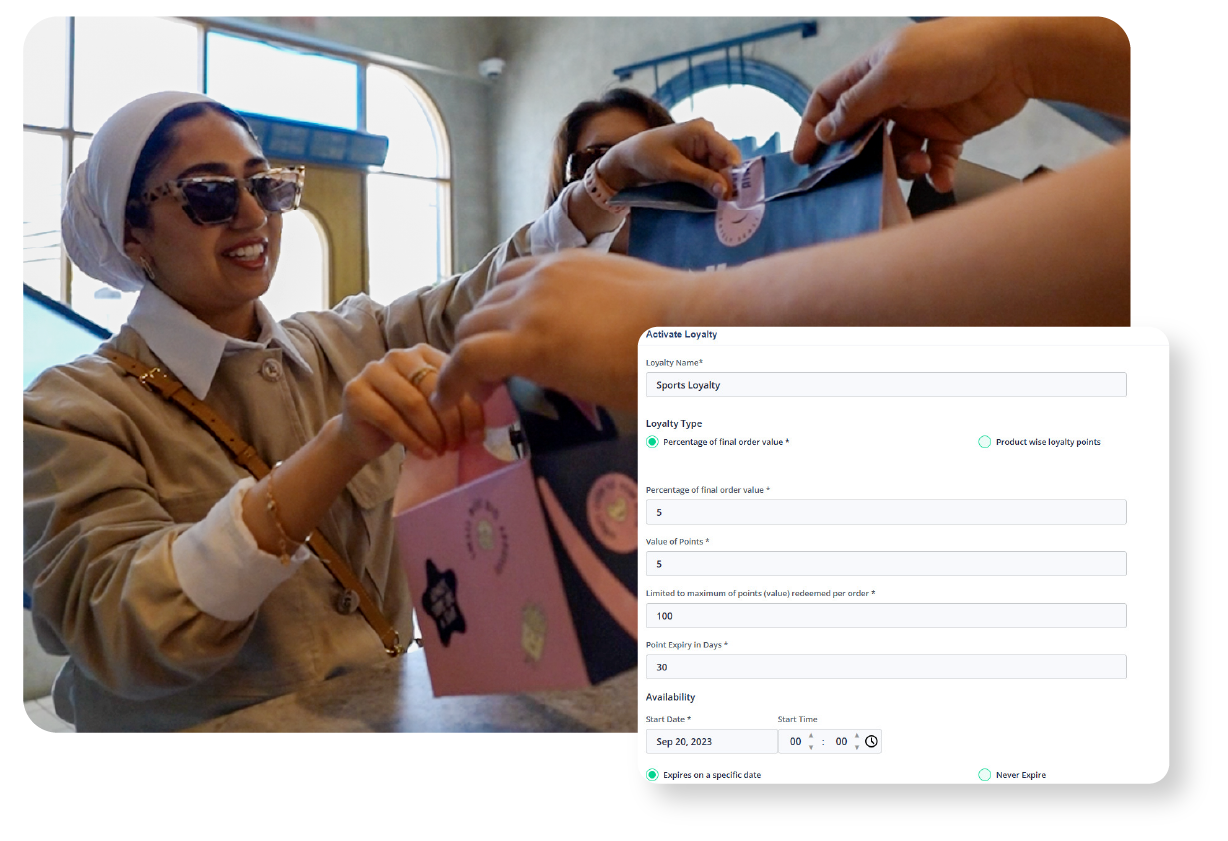 Activate Loyalty
Loyalty Name*
Sports Loyalty
Loyalty Type
Percentage of final order value *
Product wise loyalty points
Percentage of final order value *
5
Value of Points *
5
Limited to maximum of points (value) redeemed per order *
100
Point Expiry in Days *
30
Availability
Start Date * Start Time
Sep 20, 2023 00 : 00
Expires on a specific date
Never Expire